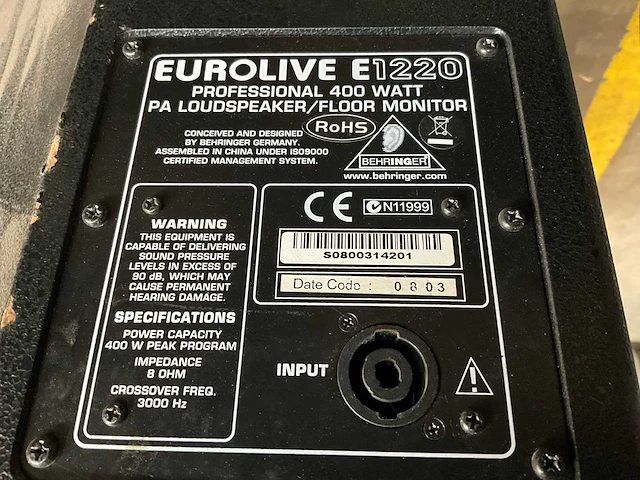 EUROLIVE E1220
PROFESSIONAL 400 WATT
PA LOUDSPEAKER/FLOOR MONITOR
CONCEIVED AND DESIGNED
BY BEHRINGER GERMANY.
ASSEMBLED IN CHINA UNDER ISO9000
CERTIFIED MANAGEMENT SYSTEM.
RoHS
BEHRINGER
www.behringer.com
WARNING
THIS EQUIPMENT IS
CAPABLE OF DELIVERING
SOUND PRESSURE
LEVELS IN EXCESS OF
90 dB, WHICH MAY
CAUSE PERMANENT
HEARING DAMAGE.
SPECIFICATIONS
POWER CAPACITY
400 W PEAK PROGRAM
IMPEDANCE
8 OHM
CROSSOVER FREQ.
3000 Hz
CE N11999
S0800314201
Date Code : 0803
INPUT